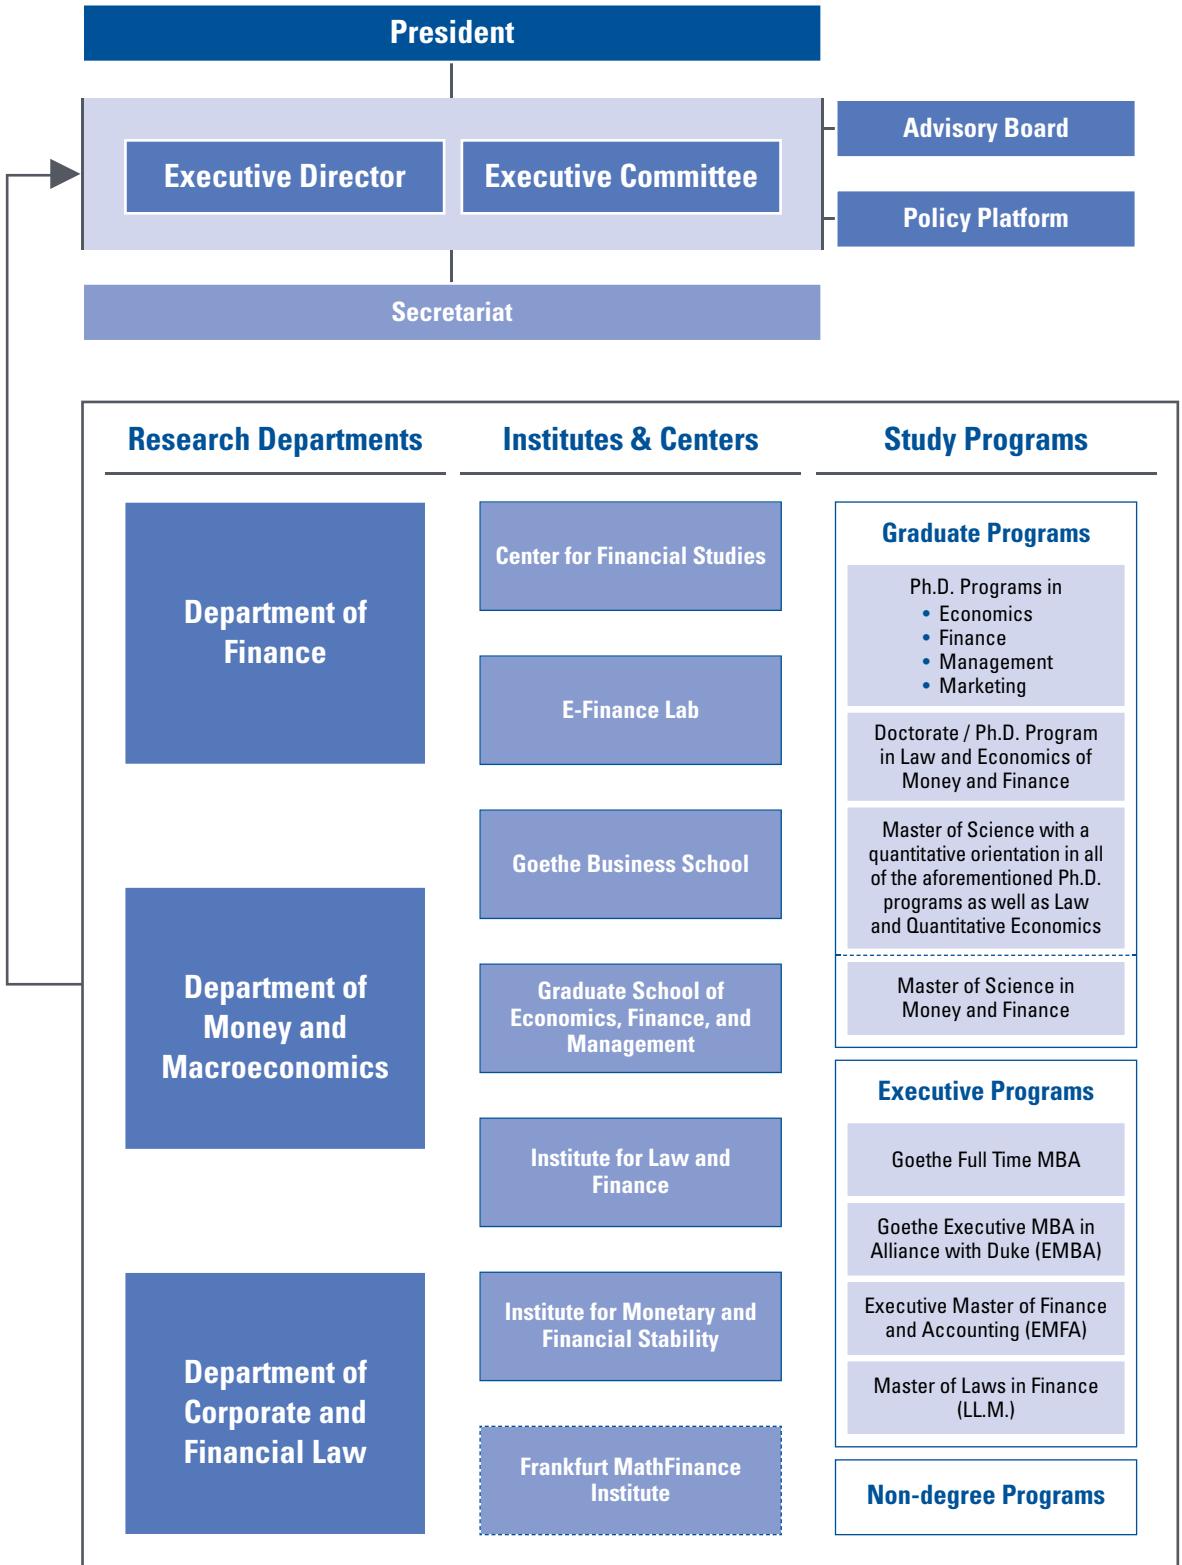 President
Executive Director
Executive Committee
Advisory Board
Policy Platform
Secretariat
Research Departments
Department of
Finance
Department of
Money and
Macroeconomics
Department of
Corporate and
Financial Law
Institutes & Centers
Center for Financial Studies
E-Finance Lab
Goethe Business School
Graduate School of
Economics, Finance, and
Management
Institute for Law and
Finance
Institute for Monetary and
Financial Stability
Frankfurt MathFinance
Institute
Study Programs
Graduate Programs
Ph.D. Programs in
• Economics
• Finance
• Management
• Marketing
Doctorate / Ph.D. Program
in Law and Economics of
Money and Finance
Master of Science with a
quantitative orientation in all
of the aforementioned Ph.D.
programs as well as Law
and Quantitative Economics
Master of Science in
Money and Finance
Executive Programs
Goethe Full Time MBA
Goethe Executive MBA in
Alliance with Duke (EMBA)
Executive Master of Finance
and Accounting (EMFA)
Master of Laws in Finance
(LL.M.)
Non-degree Programs